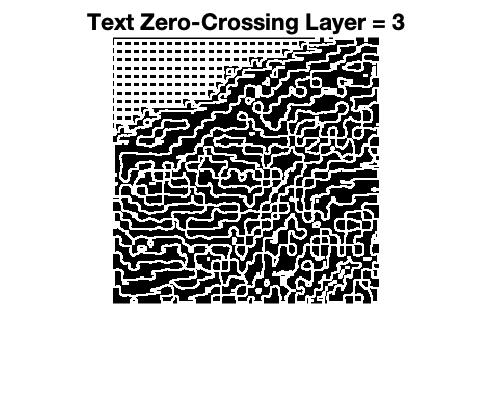 Text Zero-Crossing Layer = 3